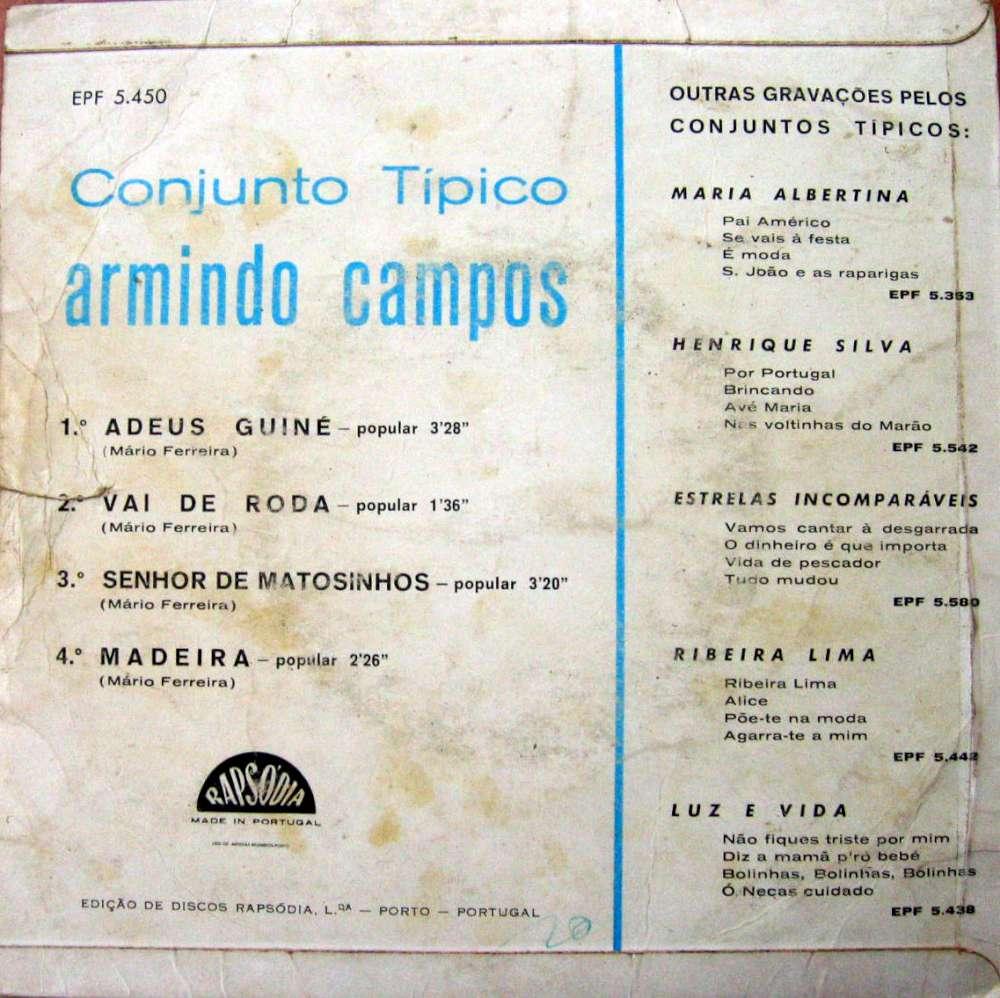 EPF 5.450
Conjunto Típico
armindo campos
1.º ADEUS GUINÉ – popular 3'28"
(Mário Ferreira)
2.º VAI DE RODA – popular 1'36"
(Mário Ferreira)
3.º SENHOR DE MATOSINHOS – popular 3'20"
(Mário Ferreira)
4.º MADEIRA – popular 2'26"
(Mário Ferreira)
RAPSÓDIA
MADE IN PORTUGAL
EDIÇÃO DE DISCOS RAPSÓDIA, L.DA – PORTO – PORTUGAL
20
OUTRAS GRAVAÇÕES PELOS
CONJUNTOS TÍPICOS:
MARIA ALBERTINA
Pai Américo
Se vais à festa
É moda
S. João e as raparigas
EPF 5.353
HENRIQUE SILVA
Por Portugal
Brincando
Avé Maria
Nas voltinhas do Marão
EPF 5.542
ESTRELAS INCOMPARÁVEIS
Vamos cantar à desgarrada
O dinheiro é que importa
Vida de pescador
Tudo mudou
EPF 5.580
RIBEIRA LIMA
Ribeira Lima
Alice
Põe-te na moda
Agarra-te a mim
EPF 5.442
LUZ E VIDA
Não fiques triste por mim
Diz a mamã p'ró bebé
Bolinhas, Bolinhas, Bólinhas
Ó Necas cuidado
EPF 5.438